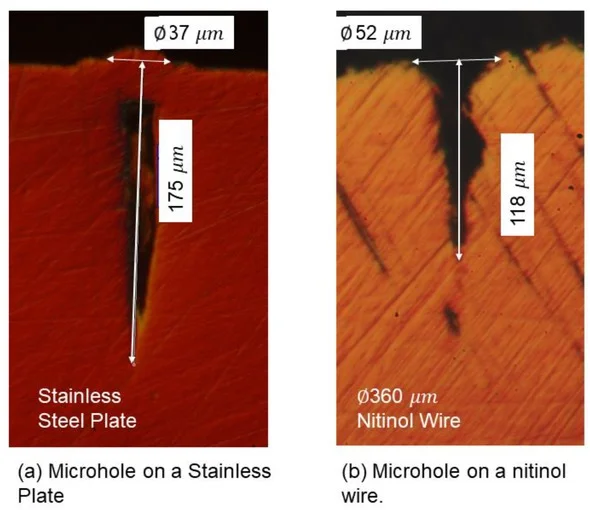 Ø37 μm
Ø52 μm
175 μm
118 μm
Stainless
Steel Plate
Ø360 μm
Nitinol Wire
(a) Microhole on a Stainless
Plate
(b) Microhole on a nitinol
wire.